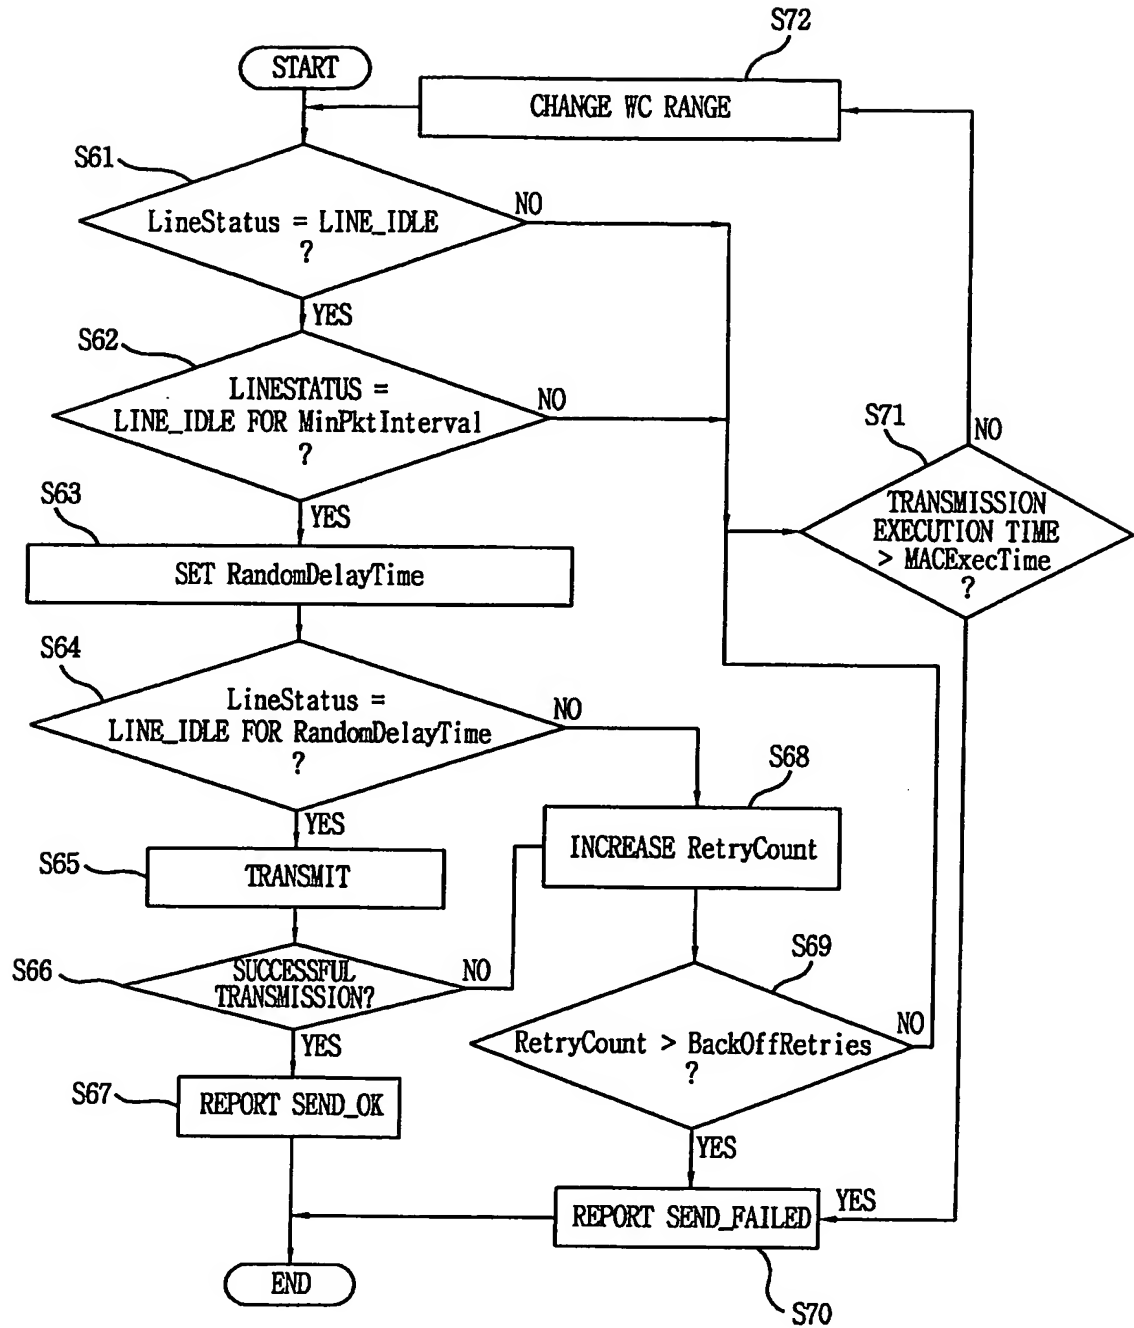 S72
START
CHANGE WC RANGE
S61
LineStatus = LINE_IDLE
?
NO
YES
S62
LINESTATUS =
LINE_IDLE FOR MinPktInterval
?
NO
YES
S71
NO
TRANSMISSION
EXECUTION TIME
> MACExecTime
?
S63
SET RandomDelayTime
S64
LineStatus =
LINE_IDLE FOR RandomDelayTime
?
NO
YES
S68
INCREASE RetryCount
S65
TRANSMIT
S66
SUCCESSFUL
TRANSMISSION?
NO
YES
S69
RetryCount > BackOffRetries
?
NO
YES
S67
REPORT SEND_OK
REPORT SEND_FAILED
YES
END
S70